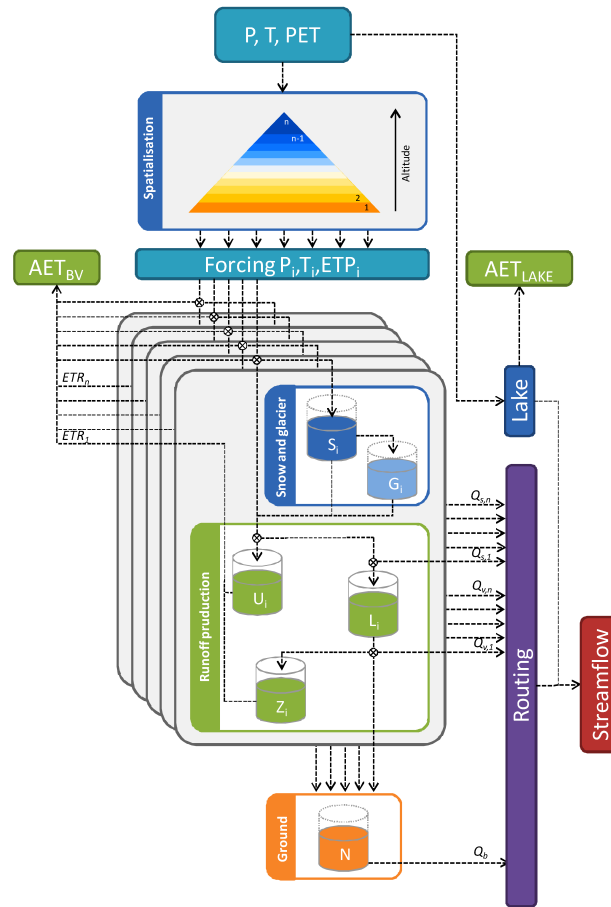 P, T, PET
Spatialisation
n
n-1
2
1
Altitude
AET_BV
Forcing P_i,T_i,ETP_i
AET_LAKE
ETR_n
ETR_1
Snow and glacier
S_i
G_i
Lake
Q_s,n
Q_s,1
Q_v,n
Q_v,1
Runoff pruduction
U_i
L_i
Z_i
Routing
Streamflow
Ground
N
Q_b